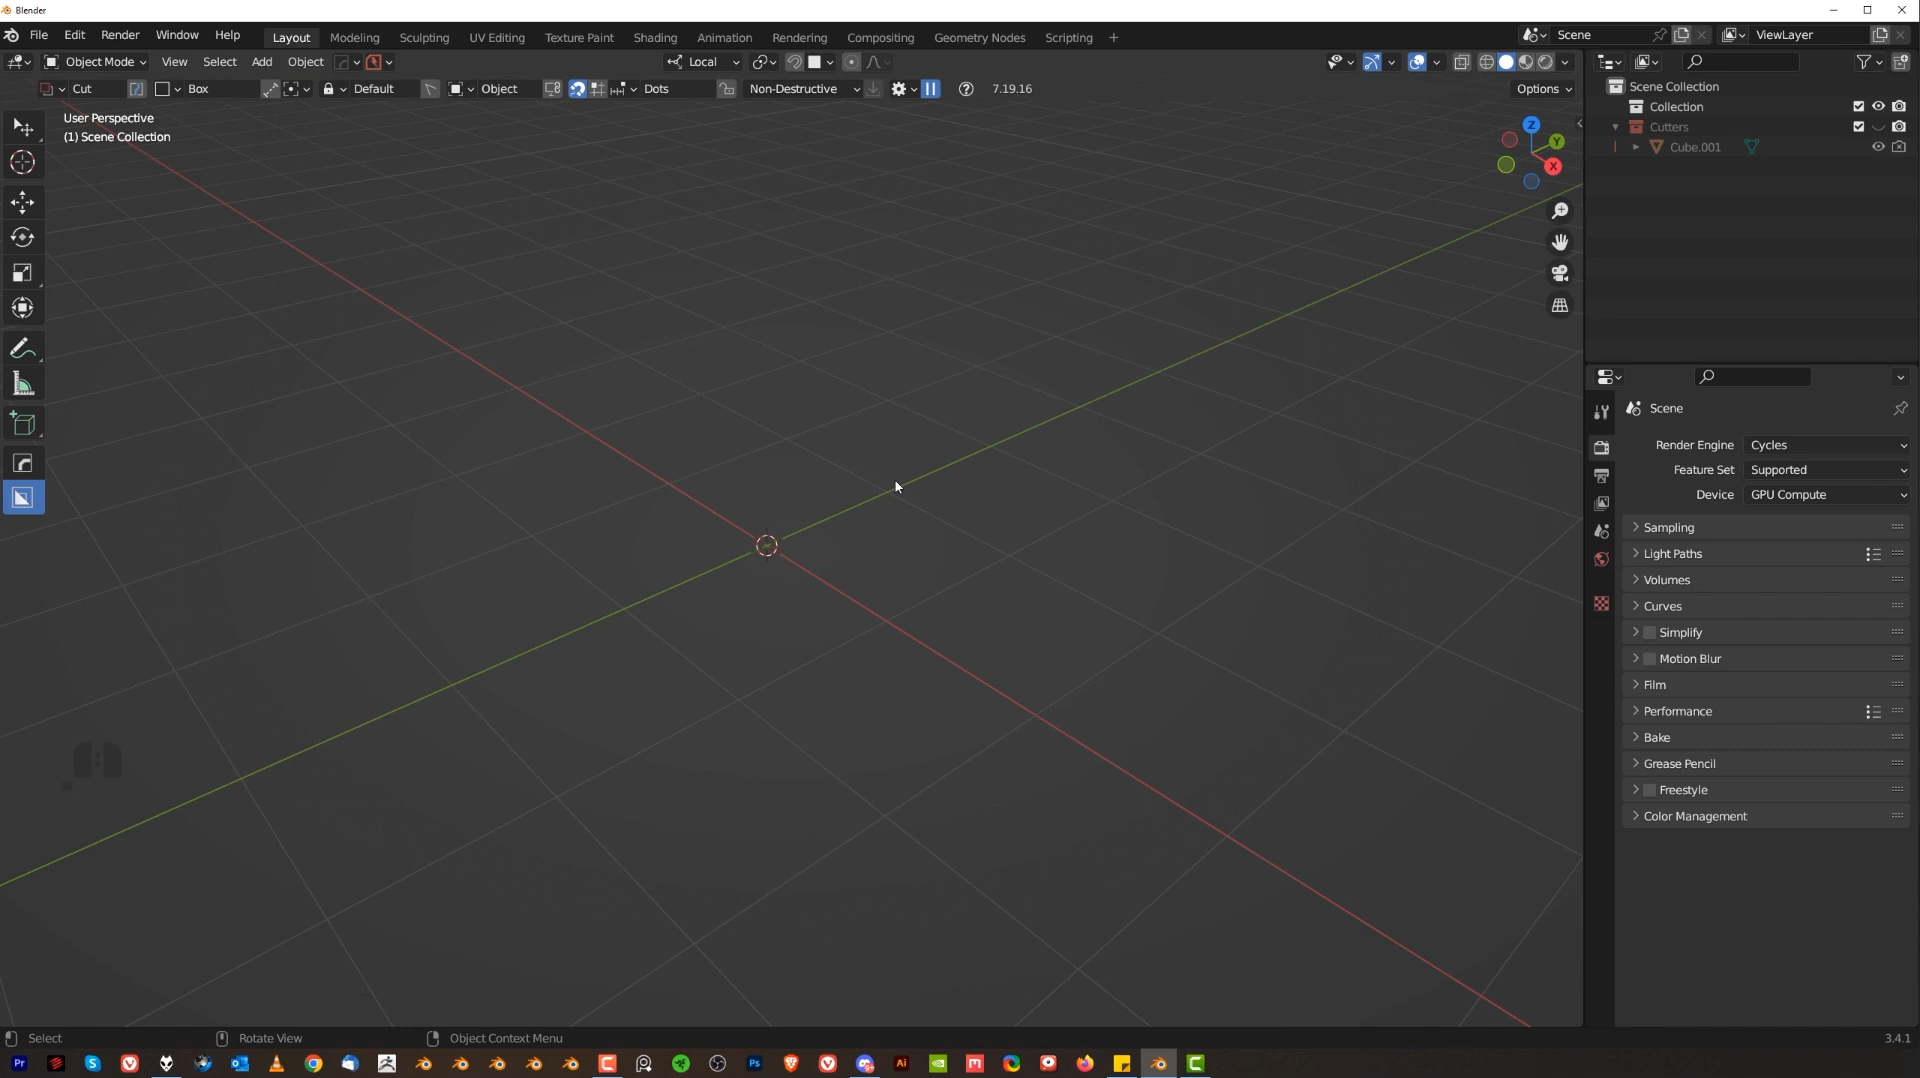 Blender
File Edit Render Window Help Layout Modeling Sculpting UV Editing Texture Paint Shading Animation Rendering Compositing Geometry Nodes Scripting + Scene ViewLayer
Object Mode View Select Add Object Local
Cut Box Default Object Dots Non-Destructive 7.19.16 Options
User Perspective
(1) Scene Collection
Z
Y
X
Scene Collection
Collection
Cutters
Cube.001
Scene
Render Engine Cycles
Feature Set Supported
Device GPU Compute
Sampling
Light Paths
Volumes
Curves
Simplify
Motion Blur
Film
Performance
Bake
Grease Pencil
Freestyle
Color Management
Select Rotate View Object Context Menu 3.4.1
Pr S Ps Ai M C